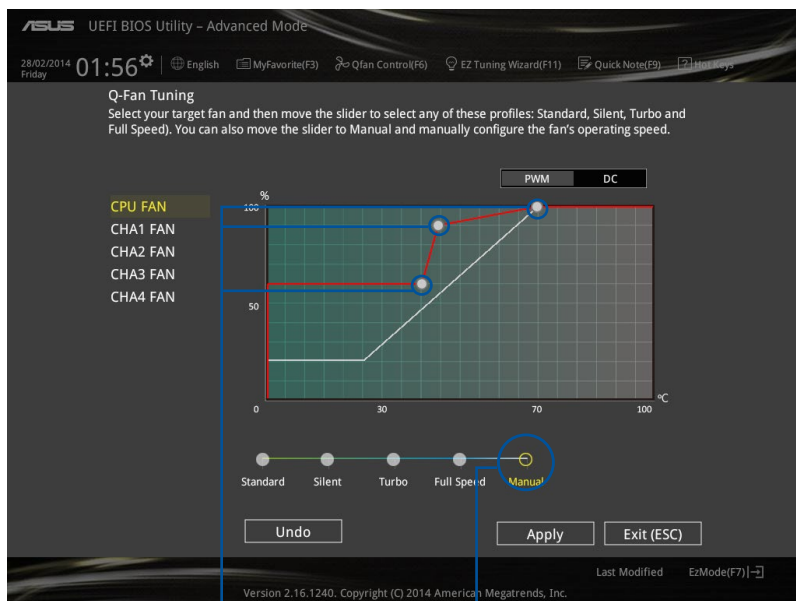 ASUS UEFI BIOS Utility – Advanced Mode
28/02/2014 Friday 01:56 English MyFavorite(F3) Qfan Control(F6) EZ Tuning Wizard(F11) Quick Note(F9) ? Hot Keys
Q-Fan Tuning
Select your target fan and then move the slider to select any of these profiles: Standard, Silent, Turbo and
Full Speed). You can also move the slider to Manual and manually configure the fan's operating speed.
PWM DC
CPU FAN
CHA1 FAN
CHA2 FAN
CHA3 FAN
CHA4 FAN
%
100
50
0 30 70 100
ºC
Standard Silent Turbo Full Speed Manual
Undo Apply Exit (ESC)
Last Modified EzMode(F7)
Version 2.16.1240. Copyright (C) 2014 American Megatrends, Inc.